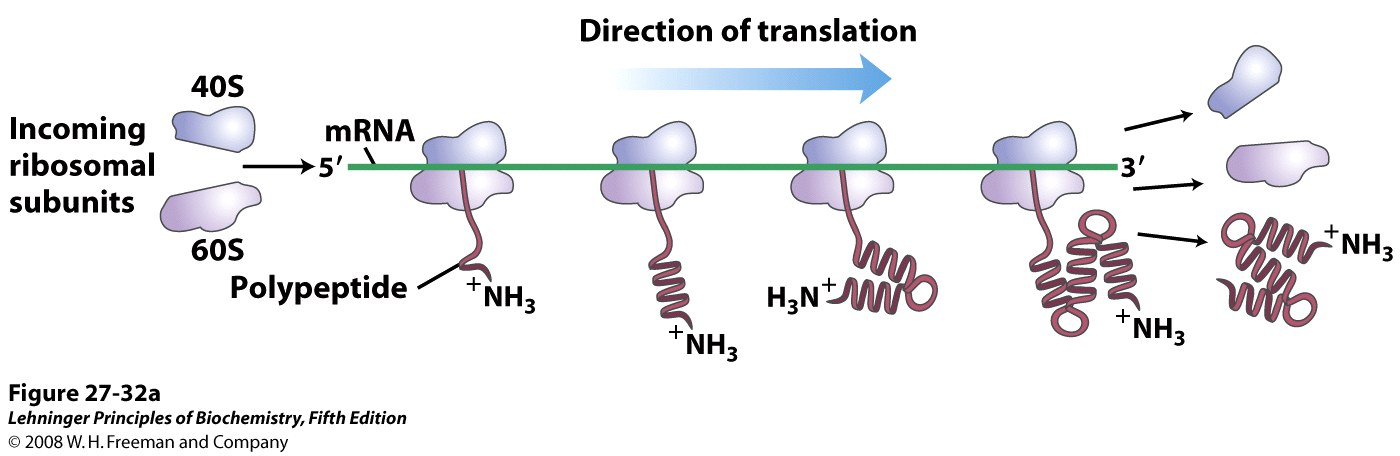 Direction of translation
40S
Incoming
ribosomal
subunits
60S
mRNA
5′
3′
Polypeptide
+NH3
+NH3
H3N+
+NH3
+NH3
Figure 27-32a
Lehninger Principles of Biochemistry, Fifth Edition
© 2008 W. H. Freeman and Company